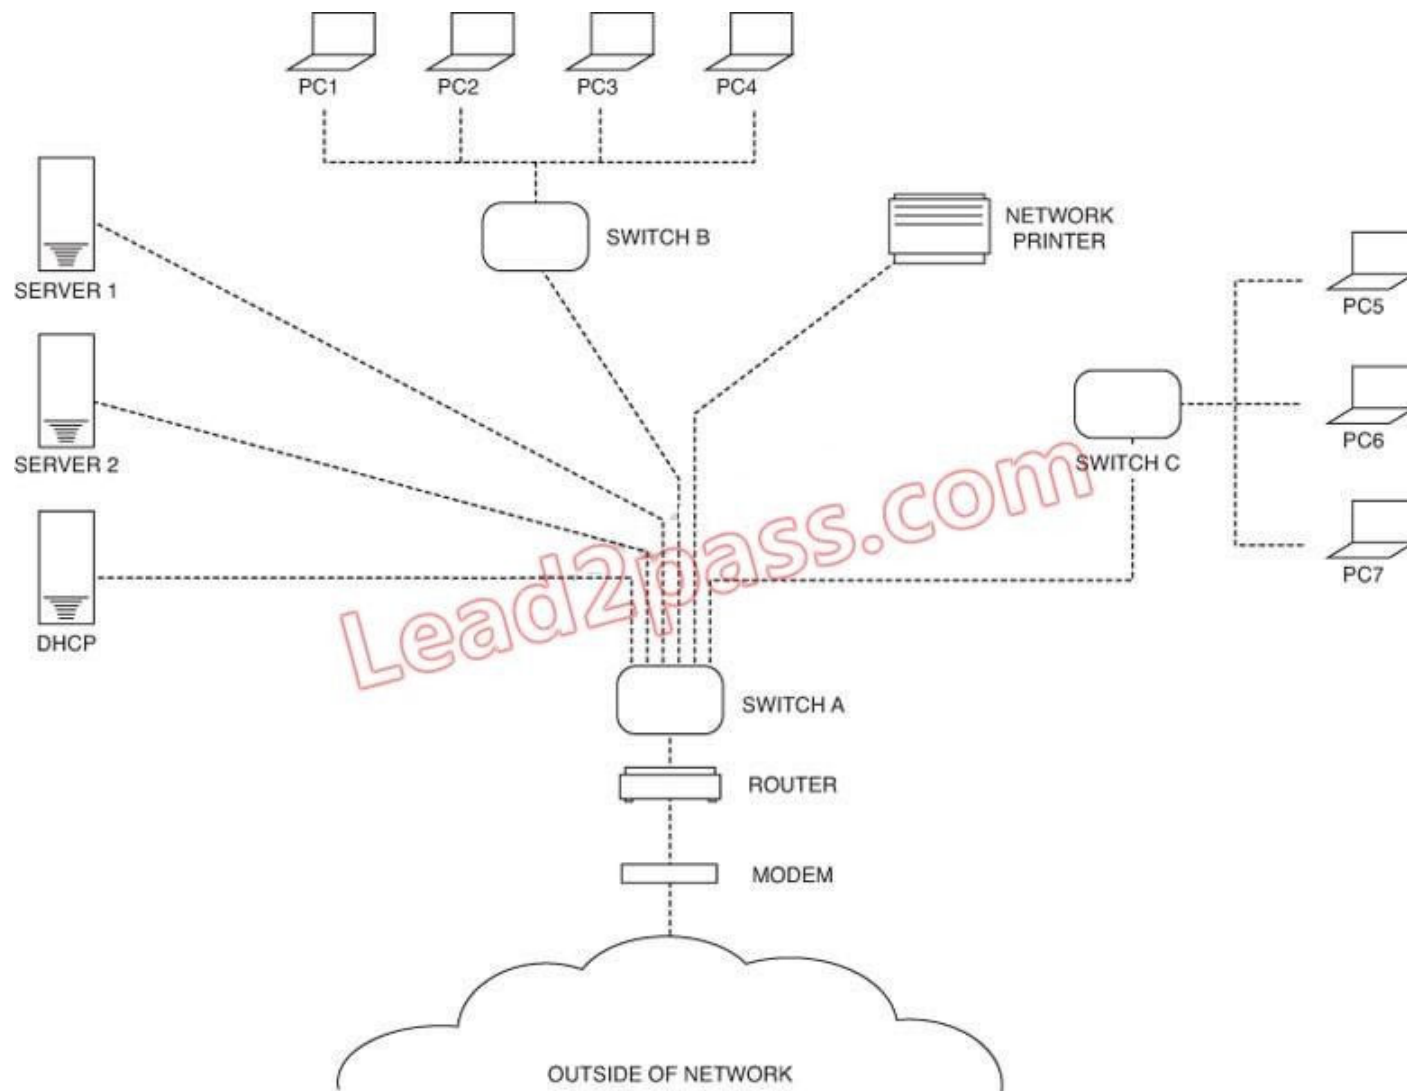 PC1
PC2
PC3
PC4
SERVER 1
SWITCH B
NETWORK
PRINTER
PC5
SERVER 2
SWITCH C
PC6
DHCP
PC7
Lead2pass.com
SWITCH A
ROUTER
MODEM
OUTSIDE OF NETWORK